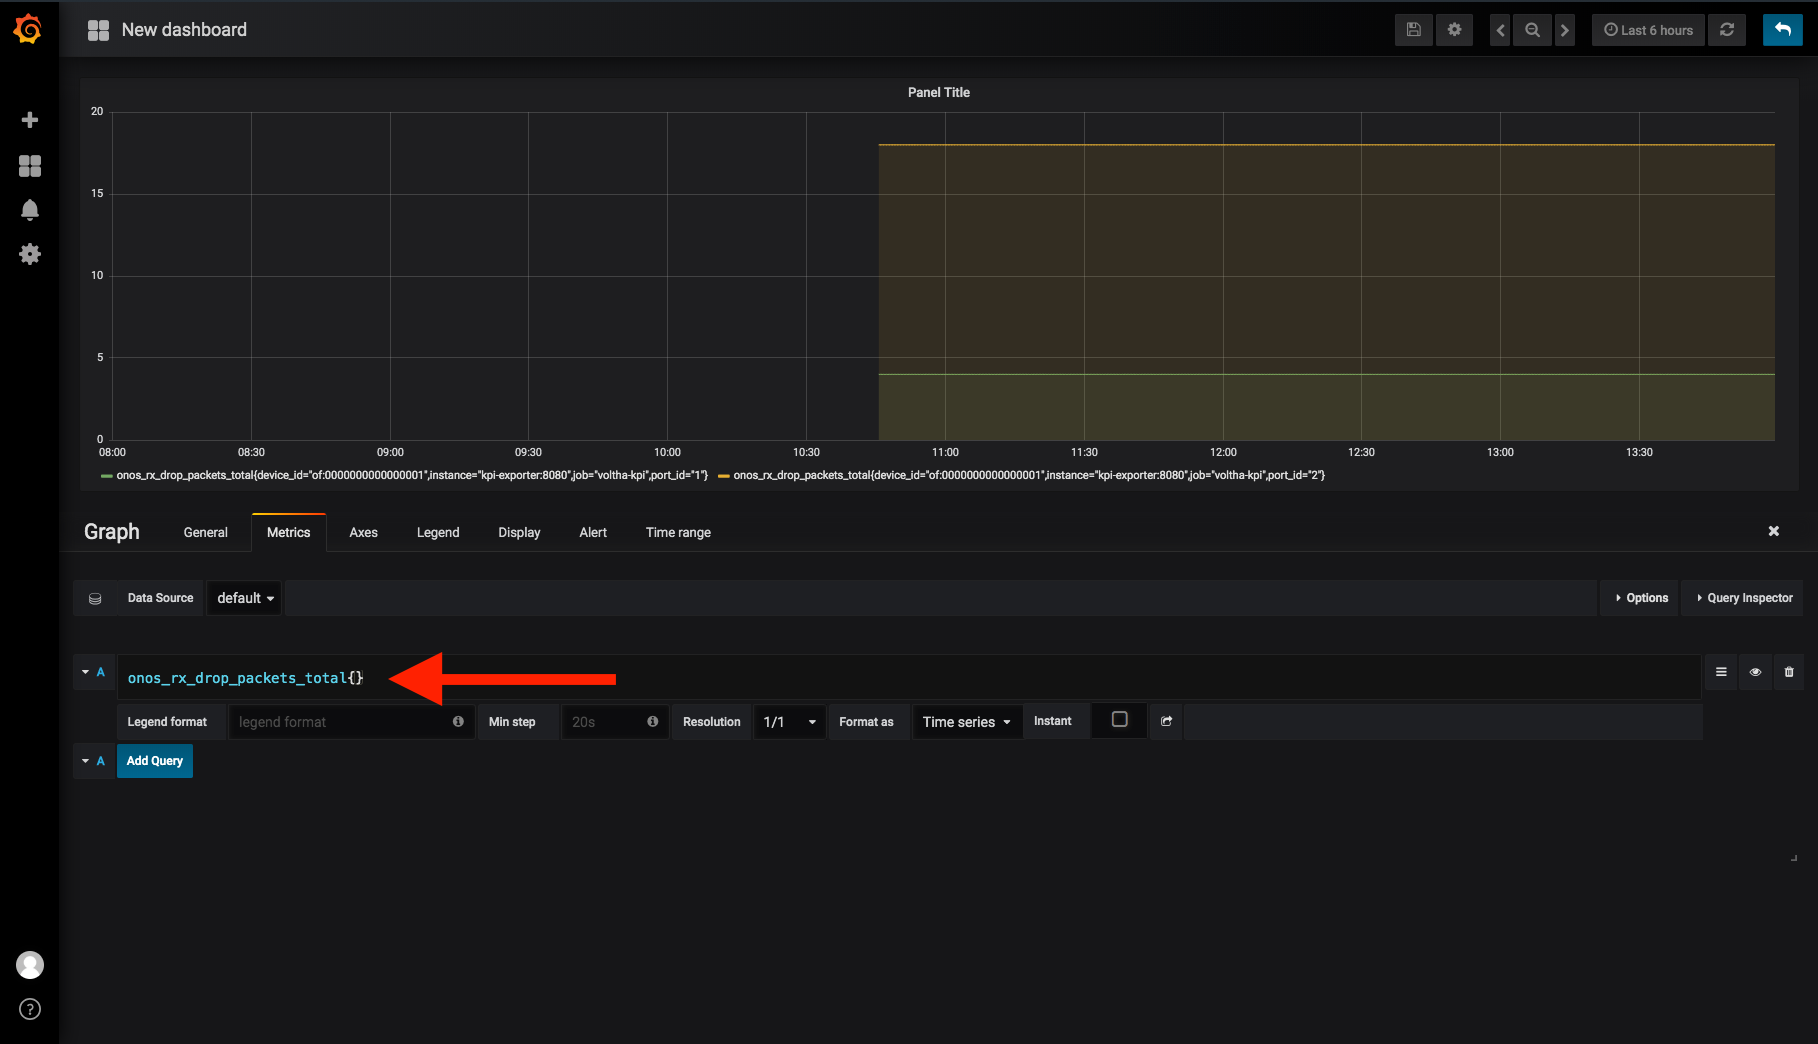 New dashboard
Last 6 hours
Panel Title
20
15
10
5
0
08:00 08:30 09:00 09:30 10:00 10:30 11:00 11:30 12:00 12:30 13:00 13:30
onos_rx_drop_packets_total{device_id="of:0000000000000001",instance="kpi-exporter:8080",job="voltha-kpi",port_id="1"} onos_rx_drop_packets_total{device_id="of:0000000000000001",instance="kpi-exporter:8080",job="voltha-kpi",port_id="2"}
Graph General Metrics Axes Legend Display Alert Time range
Data Source default Options Query Inspector
A onos_rx_drop_packets_total{}
Legend format legend format Min step 20s Resolution 1/1 Format as Time series Instant
A Add Query